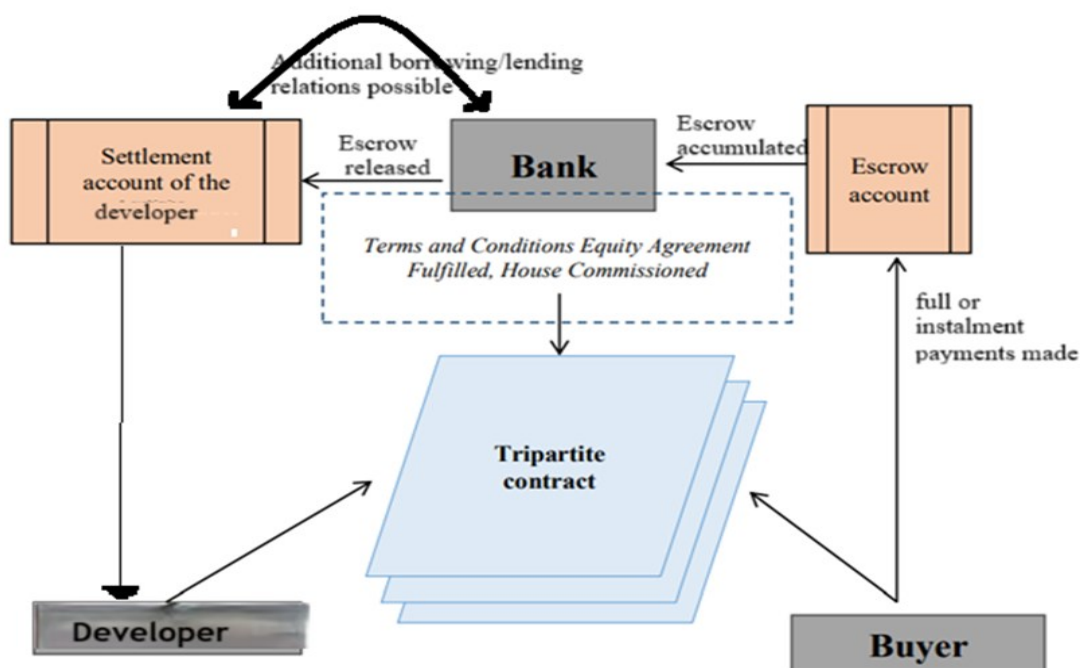 Additional borrowing/lending
relations possible
Settlement
account of the
developer
Escrow
released
Bank
Escrow
accumulated
Escrow
account
Terms and Conditions Equity Agreement
Fulfilled, House Commissioned
full or
instalment
payments made
Tripartite
contract
Developer
Buyer